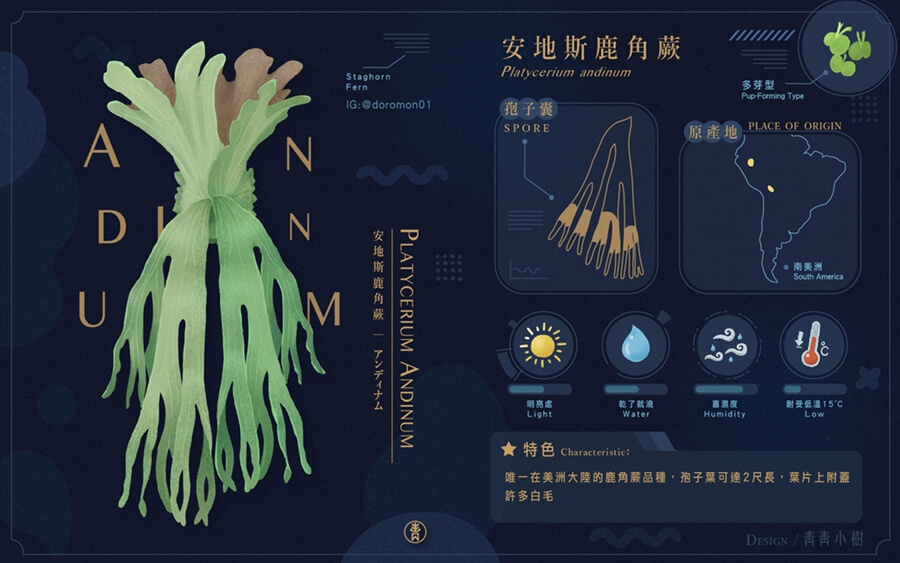 Staghorn
Fern
IG:@doromon01
A N
D I N
U M
PLATYCERIUM ANDINUM
安地斯鹿角蕨 — アンディナム
安地斯鹿角蕨
Platycerium andinum
多芽型
Pup-Forming Type
孢子囊
SPORE
原產地 PLACE OF ORIGIN
南美洲
South America
℃
明亮處
Light
乾了就澆
Water
喜濕度
Humidity
耐受低溫15℃
Low
特色 Characteristic:
唯一在美洲大陸的鹿角蕨品種，孢子葉可達2尺長，葉片上附蓋
許多白毛
DESIGN / 青青小樹